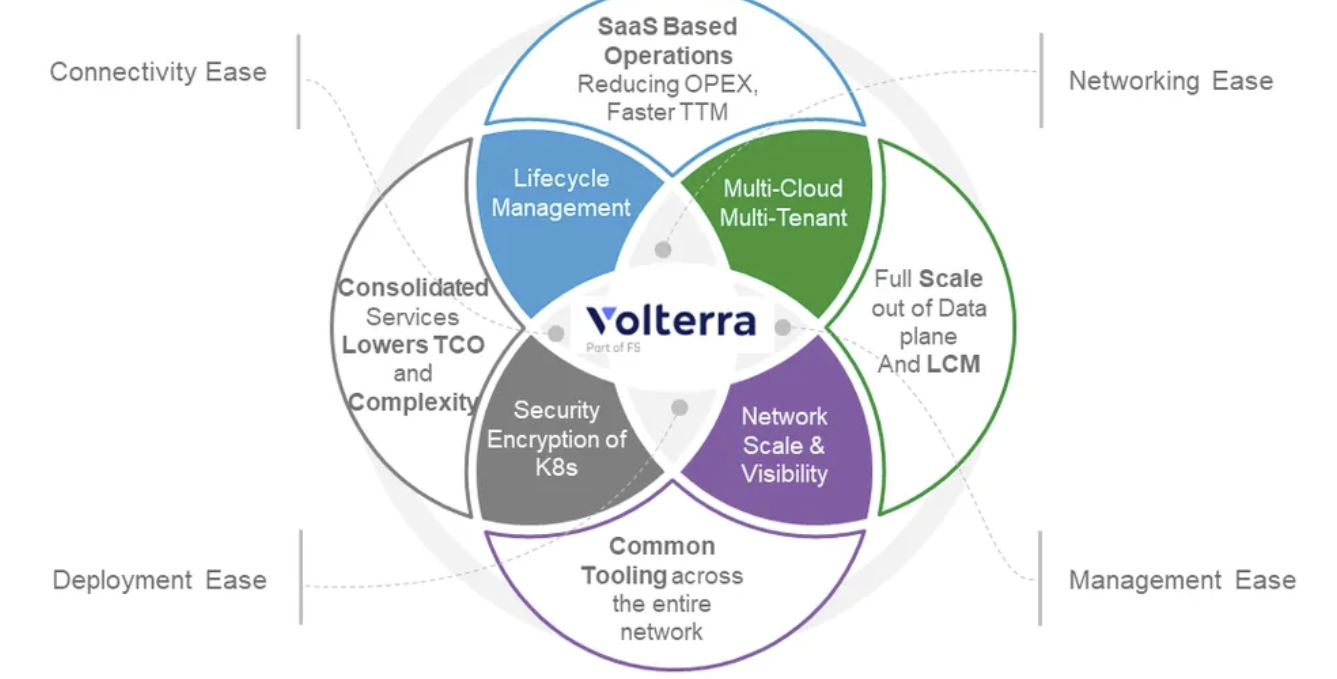 SaaS Based
Operations
Reducing OPEX,
Faster TTM
Connectivity Ease
Networking Ease
Lifecycle
Management
Multi-Cloud
Multi-Tenant
Consolidated
Services
Lowers TCO
and
Complexity
Volterra
Part of F5
Full Scale
out of Data
plane
And LCM
Security
Encryption of
K8s
Network
Scale &
Visibility
Common
Tooling across
the entire
network
Deployment Ease
Management Ease